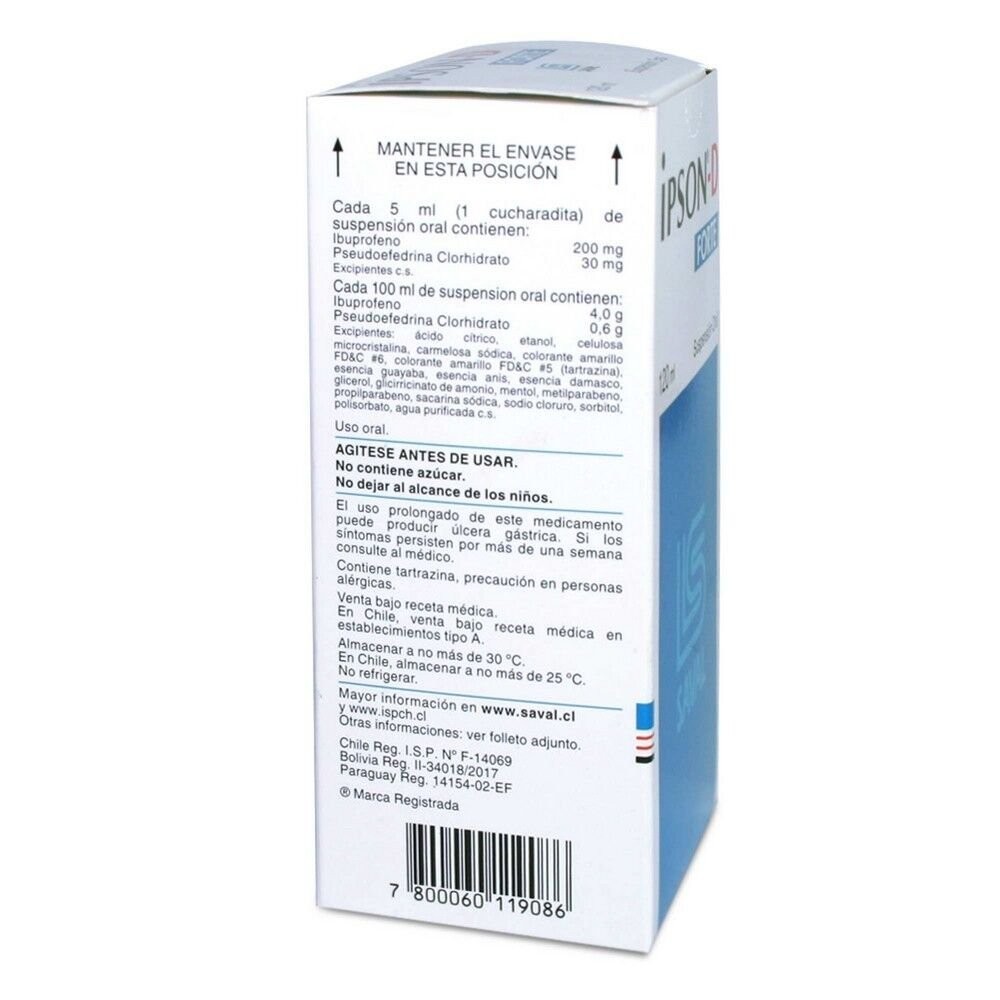 MANTENER EL ENVASE
EN ESTA POSICIÓN
Cada 5 ml (1 cucharadita) de
suspensión oral contienen:
Ibuprofeno 200 mg
Pseudoefedrina Clorhidrato 30 mg
Excipientes c.s.
Cada 100 ml de suspension oral contienen:
Ibuprofeno 4,0 g
Pseudoefedrina Clorhidrato 0,6 g
Excipientes: ácido cítrico, etanol, celulosa
microcristalina, carmelosa sódica, colorante amarillo
FD&C #6, colorante amarillo FD&C #5 (tartrazina),
esencia guayaba, esencia anis, esencia damasco,
glicerol, glicirricinato de amonio, mentol, metilparabeno,
propilparabeno, sacarina sódica, sodio cloruro, sorbitol,
polisorbato, agua purificada c.s.
Uso oral.
AGITESE ANTES DE USAR.
No contiene azúcar.
No dejar al alcance de los niños.
El uso prolongado de este medicamento
puede producir úlcera gástrica. Si los
síntomas persisten por más de una semana
consulte al médico.
Contiene tartrazina, precaución en personas
alérgicas.
Venta bajo receta médica.
En Chile, venta bajo receta médica en
establecimientos tipo A.
Almacenar a no más de 30 °C.
En Chile, almacenar a no más de 25 °C.
No refrigerar.
Mayor información en www.saval.cl
y www.ispch.cl
Otras informaciones: ver folleto adjunto.
Chile Reg. I.S.P. Nº F-14069
Bolivia Reg. II-34018/2017
Paraguay Reg. 14154-02-EF
® Marca Registrada
7 800060 119086
IPSON-D
FORTE
IPSON-D
FORTE
Suspensión
120 ml
SAVAL